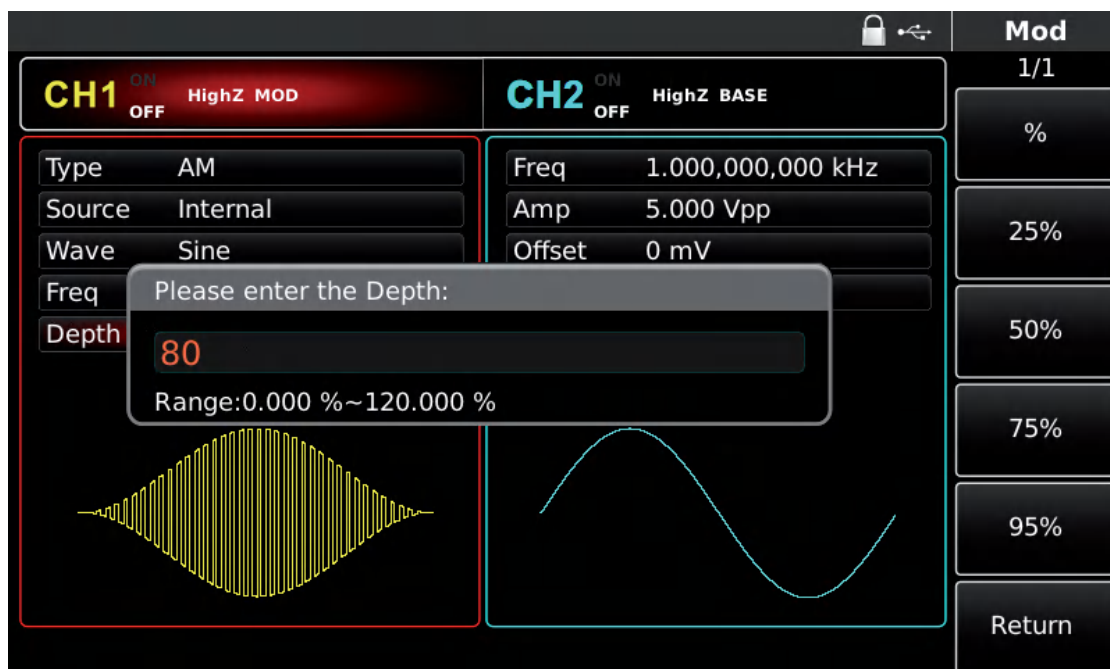 Mod
1/1
CH1 ON OFF HighZ MOD
CH2 ON OFF HighZ BASE
Type AM
Source Internal
Wave Sine
Freq
Depth
Freq 1.000,000,000 kHz
Amp 5.000 Vpp
Offset 0 mV
Please enter the Depth:
80
Range:0.000 %~120.000 %
%
25%
50%
75%
95%
Return